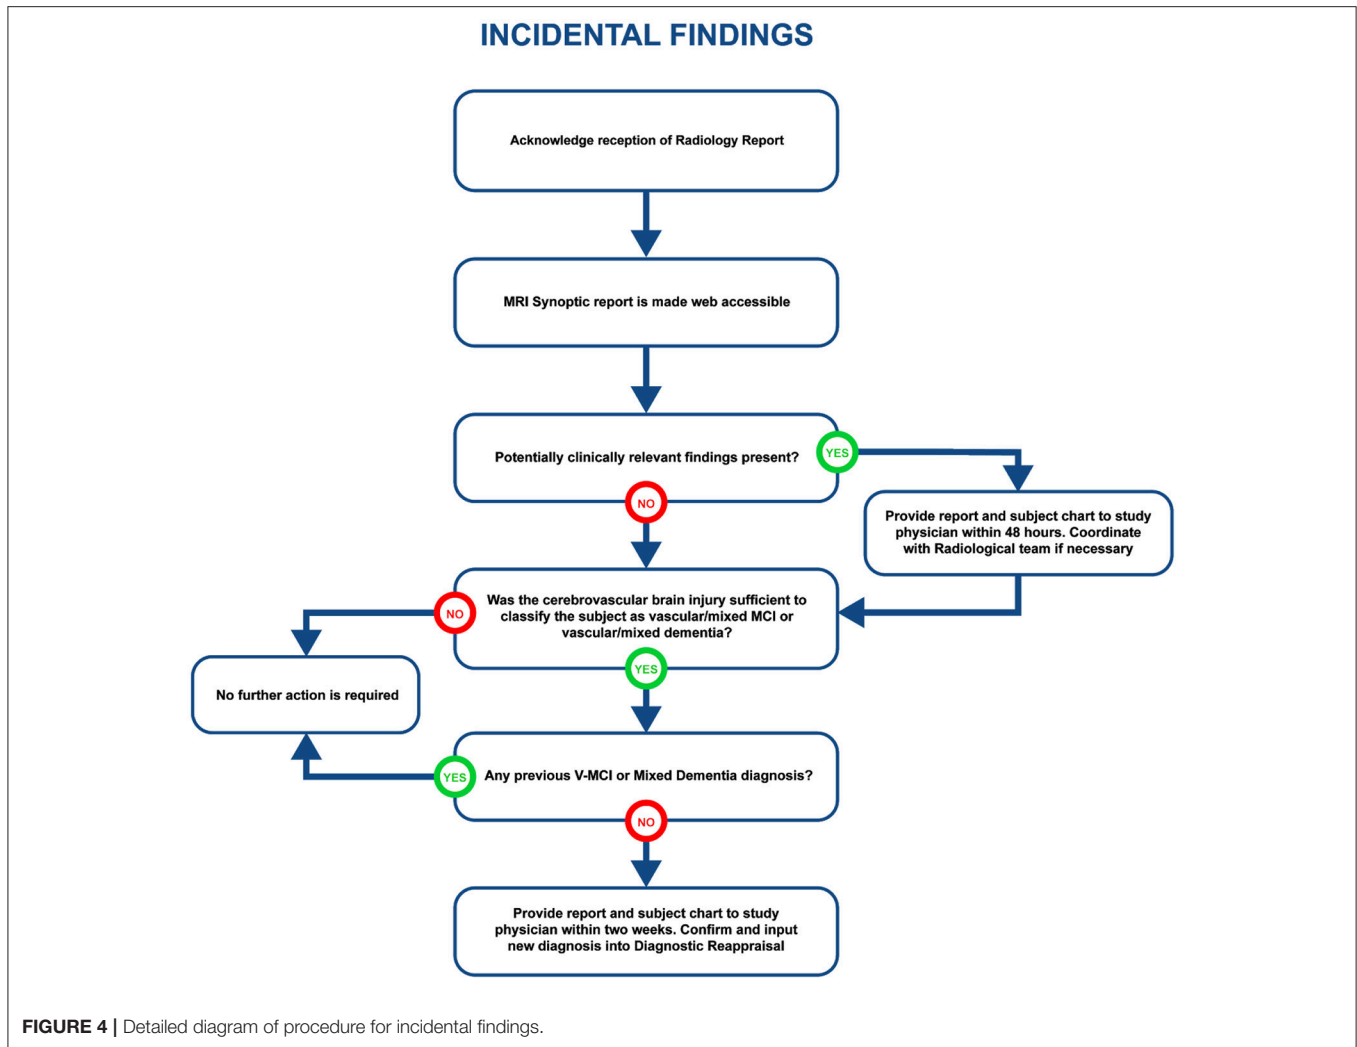 INCIDENTAL FINDINGS
Acknowledge reception of Radiology Report
MRI Synoptic report is made web accessible
Potentially clinically relevant findings present?
YES
NO
Provide report and subject chart to study
physician within 48 hours. Coordinate
with Radiological team if necessary
Was the cerebrovascular brain injury sufficient to
classify the subject as vascular/mixed MCI or
vascular/mixed dementia?
NO
YES
No further action is required
Any previous V-MCI or Mixed Dementia diagnosis?
YES
NO
Provide report and subject chart to study
physician within two weeks. Confirm and input
new diagnosis into Diagnostic Reappraisal
FIGURE 4 | Detailed diagram of procedure for incidental findings.